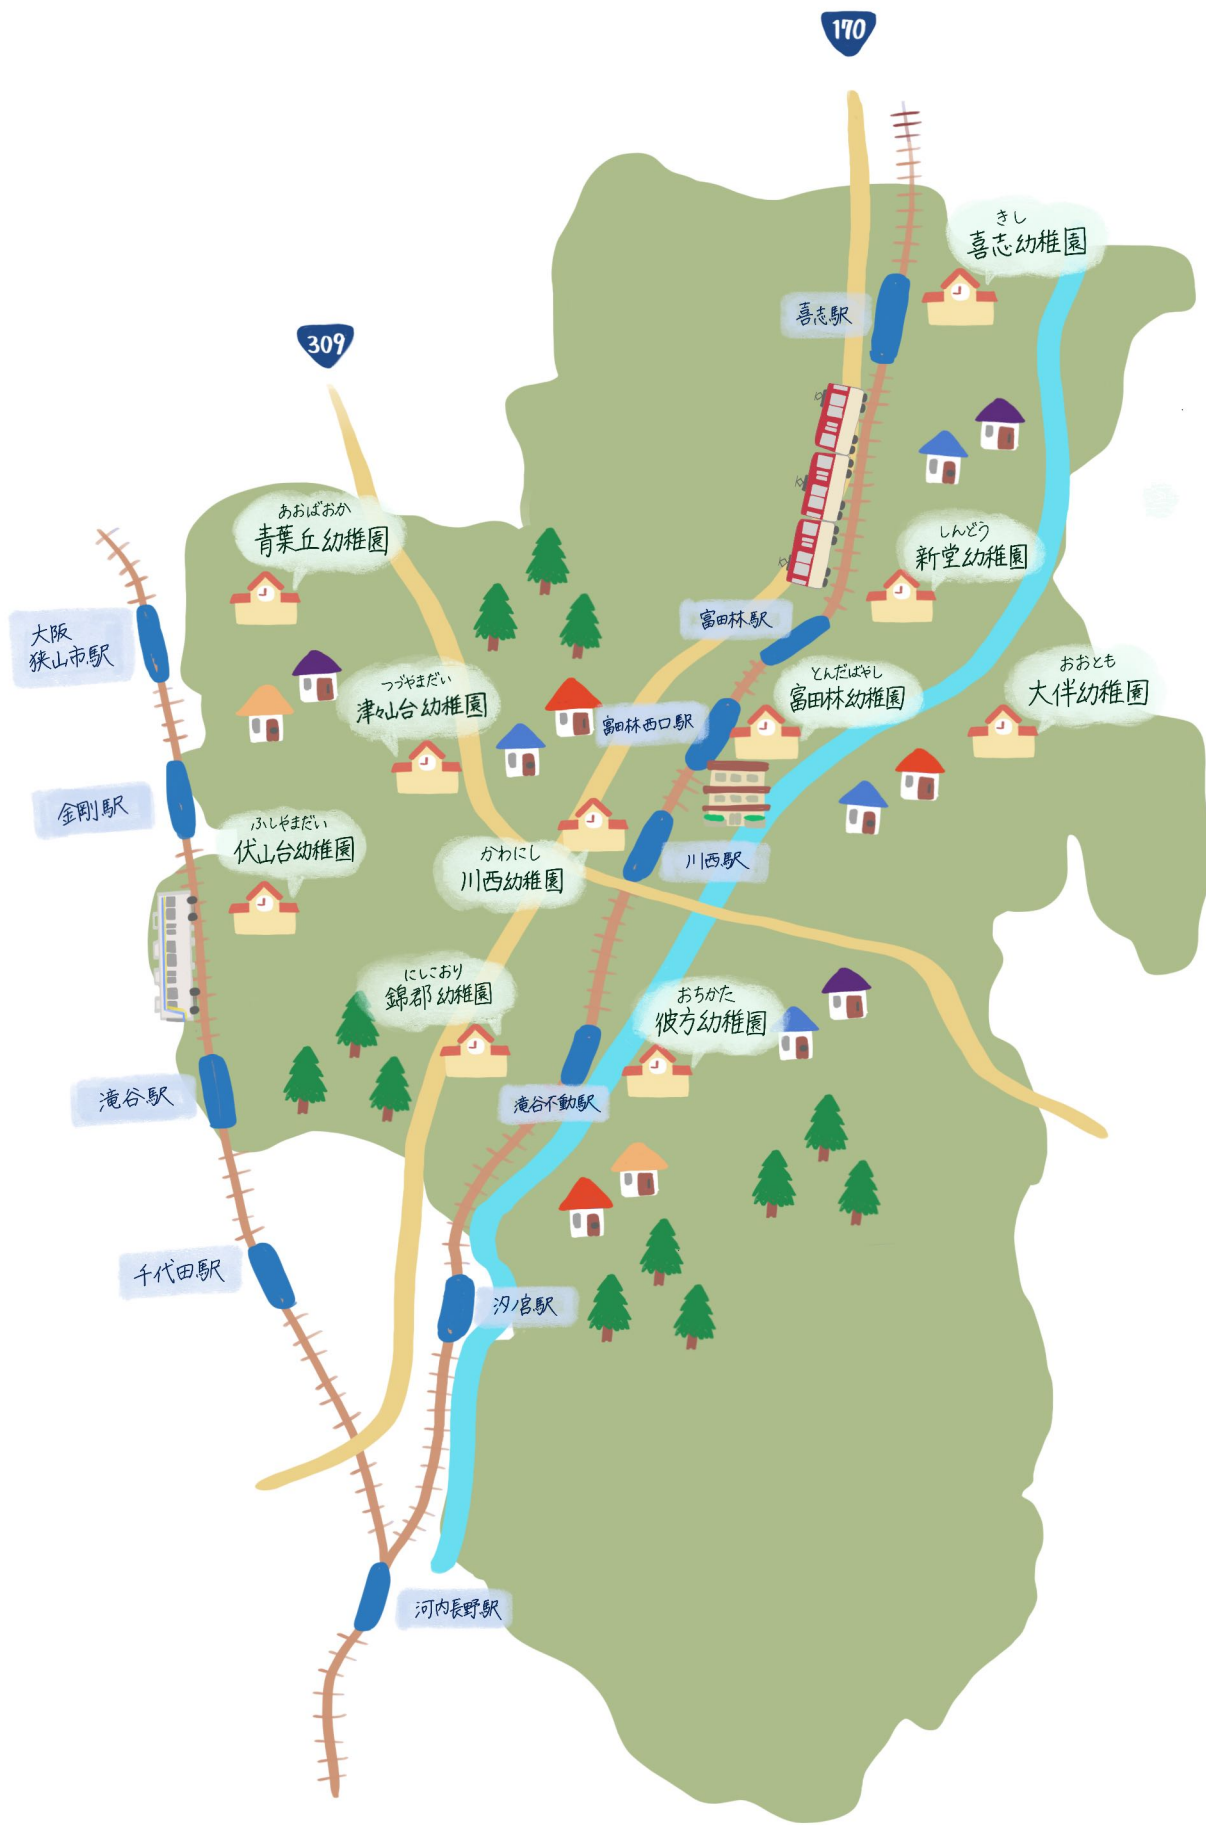 170
きし
喜志幼稚園
喜志駅
309
あおばおか
青葉丘幼稚園
しんどう
新堂幼稚園
大阪
狭山市駅
富田林駅
つづやまだい
津々山台幼稚園
富田林西口駅
とんだばやし
富田林幼稚園
おおとも
大伴幼稚園
金剛駅
ふしやまだい
伏山台幼稚園
かわにし
川西幼稚園
川西駅
にしこおり
錦郡幼稚園
おちかた
彼方幼稚園
滝谷駅
滝谷不動駅
千代田駅
汐ノ宮駅
河内長野駅